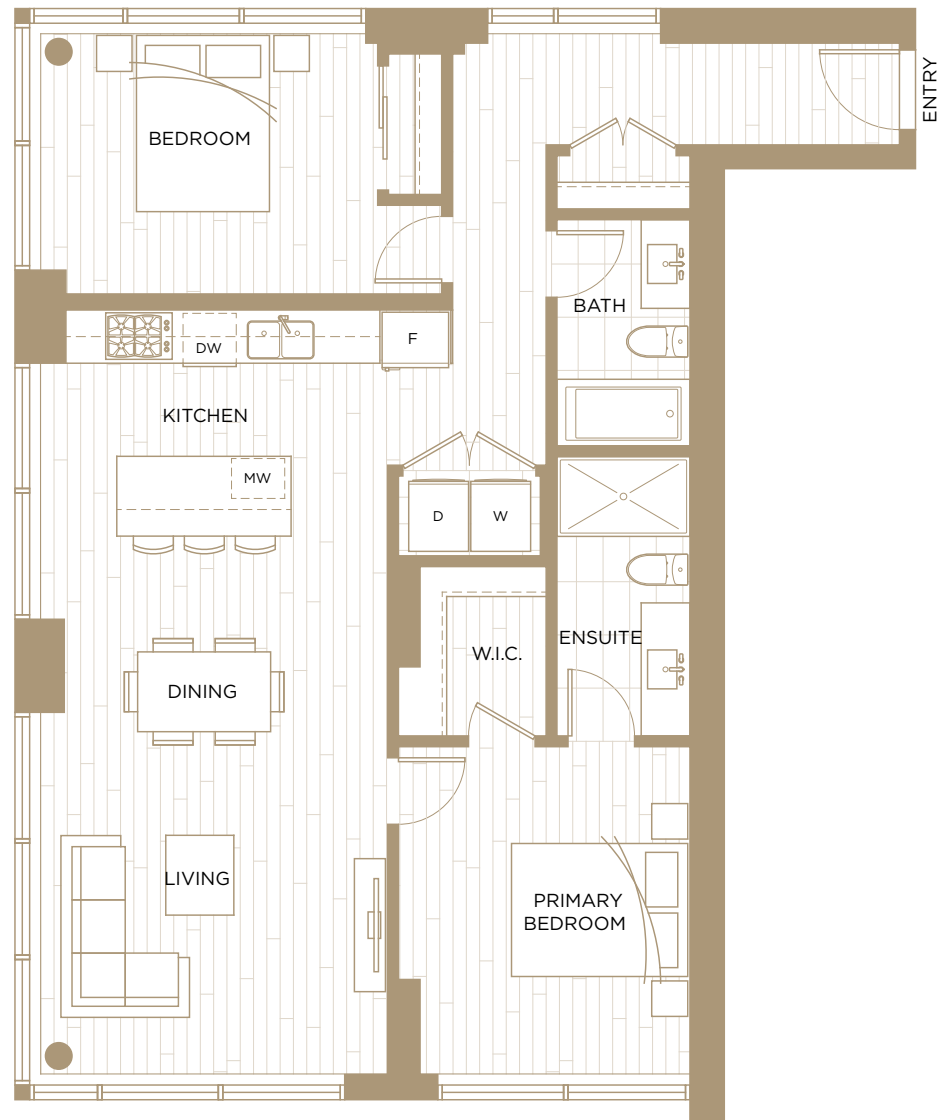 ENTRY
BEDROOM
BATH
DW
F
KITCHEN
MW
D
W
ENSUITE
W.I.C.
DINING
LIVING
PRIMARY
BEDROOM